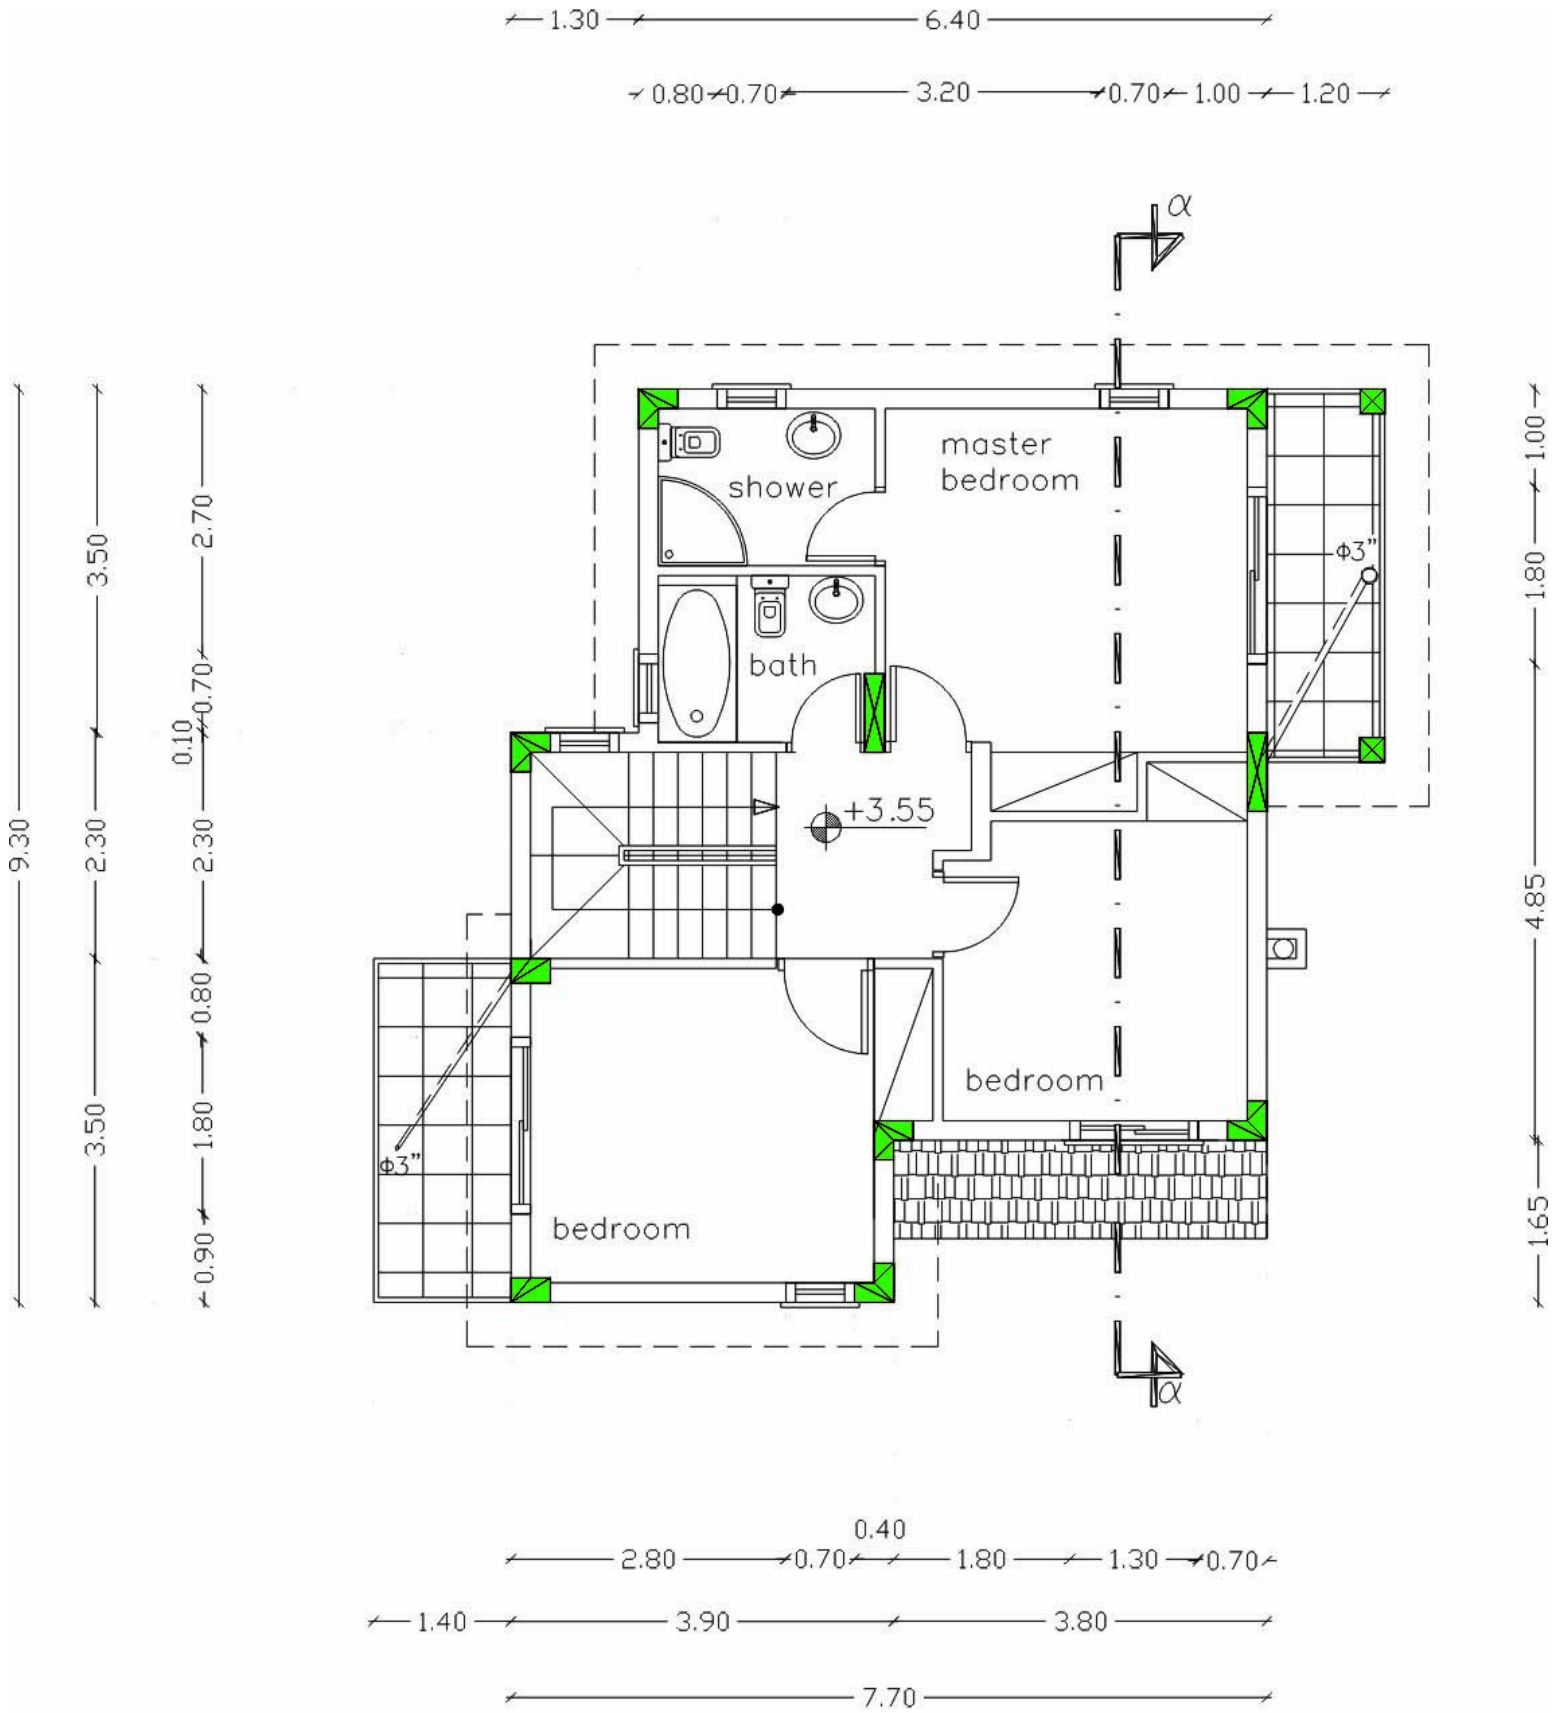 1.30 6.40
0.80 0.70 3.20 0.70 1.00 1.20
α
master
bedroom
shower
bath
+3.55
Φ3"
bedroom
Φ3"
bedroom
α
9.30
3.50
2.30
3.50
2.70
0.70
0.10
2.30
0.80
1.80
0.90
1.00
1.80
4.85
1.65
0.40
2.80 0.70 1.80 1.30 0.70
1.40 3.90 3.80
7.70